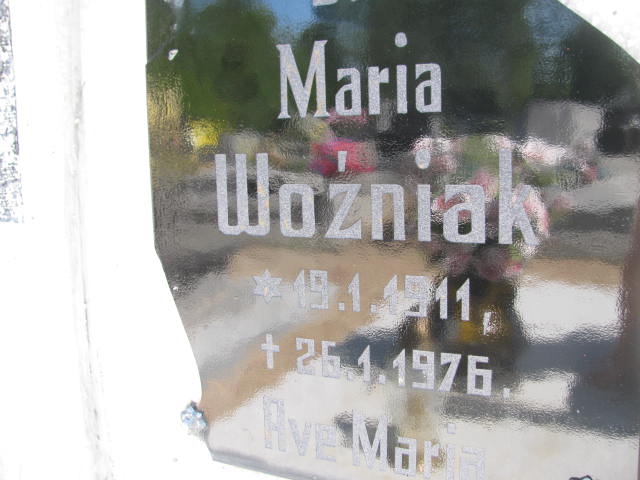 Maria
Woźniak
* 19.1.1911,
† 26.1.1976.
Ave Maria